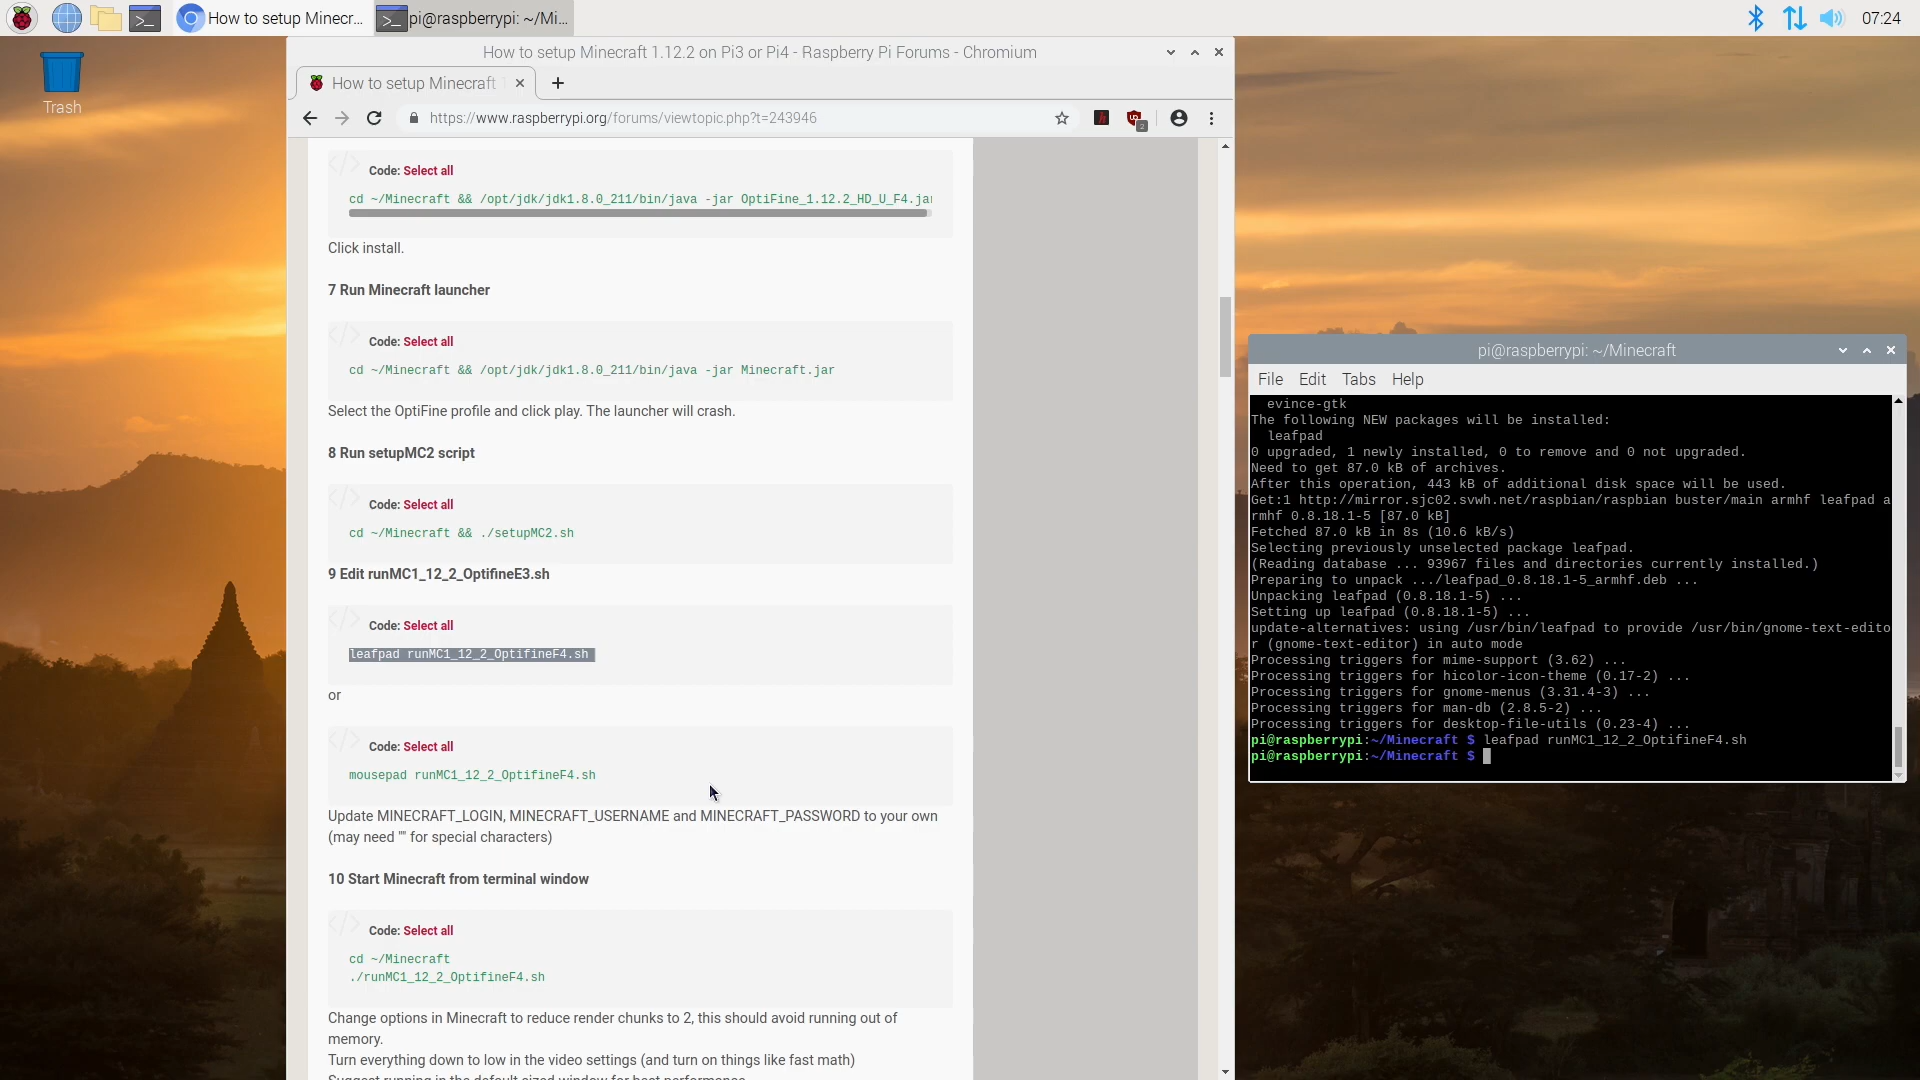 How to setup Minecr...
pi@raspberrypi: ~/Mi...
07:24
Trash
How to setup Minecraft 1.12.2 on Pi3 or Pi4 - Raspberry Pi Forums - Chromium
How to setup Minecraft
https://www.raspberrypi.org/forums/viewtopic.php?t=243946
2
Code: Select all
cd ~/Minecraft && /opt/jdk/jdk1.8.0_211/bin/java -jar OptiFine_1.12.2_HD_U_F4.jar
Click install.
7 Run Minecraft launcher
Code: Select all
cd ~/Minecraft && /opt/jdk/jdk1.8.0_211/bin/java -jar Minecraft.jar
Select the OptiFine profile and click play. The launcher will crash.
8 Run setupMC2 script
Code: Select all
cd ~/Minecraft && ./setupMC2.sh
9 Edit runMC1_12_2_OptifineE3.sh
Code: Select all
leafpad runMC1_12_2_OptifineF4.sh
or
Code: Select all
mousepad runMC1_12_2_OptifineF4.sh
Update MINECRAFT_LOGIN, MINECRAFT_USERNAME and MINECRAFT_PASSWORD to your own
(may need "" for special characters)
10 Start Minecraft from terminal window
Code: Select all
cd ~/Minecraft
./runMC1_12_2_OptifineF4.sh
Change options in Minecraft to reduce render chunks to 2, this should avoid running out of
memory.
Turn everything down to low in the video settings (and turn on things like fast math)
Suggest running in the default sized window for best performance
pi@raspberrypi: ~/Minecraft
File Edit Tabs Help
evince-gtk
The following NEW packages will be installed:
leafpad
0 upgraded, 1 newly installed, 0 to remove and 0 not upgraded.
Need to get 87.0 kB of archives.
After this operation, 443 kB of additional disk space will be used.
Get:1 http://mirror.sjc02.svwh.net/raspbian/raspbian buster/main armhf leafpad a
rmhf 0.8.18.1-5 [87.0 kB]
Fetched 87.0 kB in 8s (10.6 kB/s)
Selecting previously unselected package leafpad.
(Reading database ... 93967 files and directories currently installed.)
Preparing to unpack .../leafpad_0.8.18.1-5_armhf.deb ...
Unpacking leafpad (0.8.18.1-5) ...
Setting up leafpad (0.8.18.1-5) ...
update-alternatives: using /usr/bin/leafpad to provide /usr/bin/gnome-text-edito
r (gnome-text-editor) in auto mode
Processing triggers for mime-support (3.62) ...
Processing triggers for hicolor-icon-theme (0.17-2) ...
Processing triggers for gnome-menus (3.31.4-3) ...
Processing triggers for man-db (2.8.5-2) ...
Processing triggers for desktop-file-utils (0.23-4) ...
pi@raspberrypi:~/Minecraft $ leafpad runMC1_12_2_OptifineF4.sh
pi@raspberrypi:~/Minecraft $